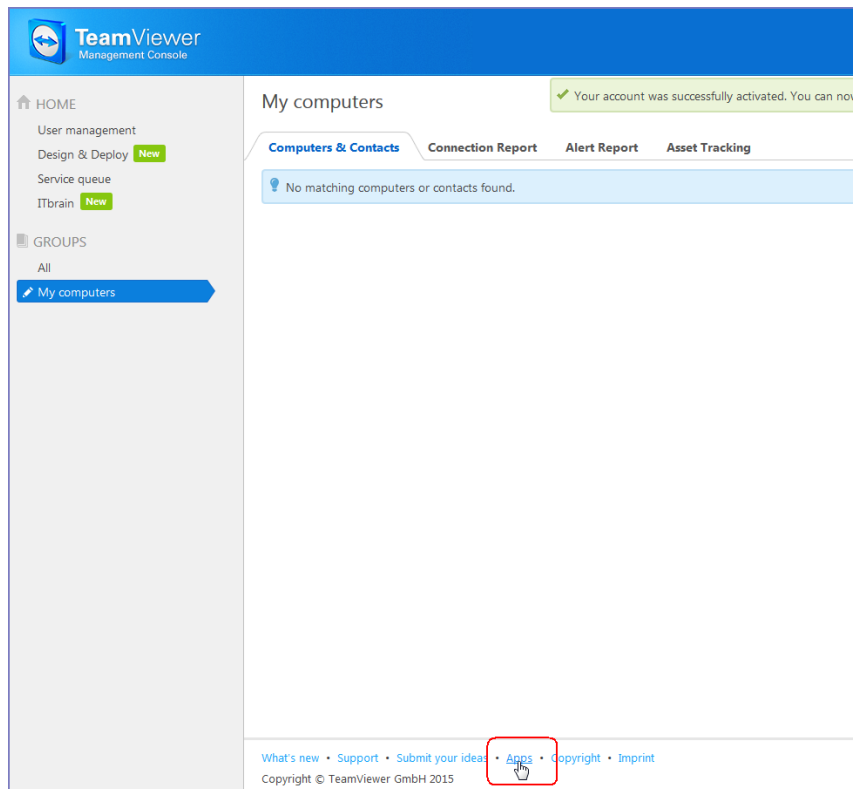 TeamViewer
Management Console
HOME
User management
Design & Deploy New
Service queue
ITbrain New
GROUPS
All
My computers
My computers
Your account was successfully activated. You can now
Computers & Contacts Connection Report Alert Report Asset Tracking
No matching computers or contacts found.
What's new • Support • Submit your ideas • Apps • Copyright • Imprint
Copyright © TeamViewer GmbH 2015